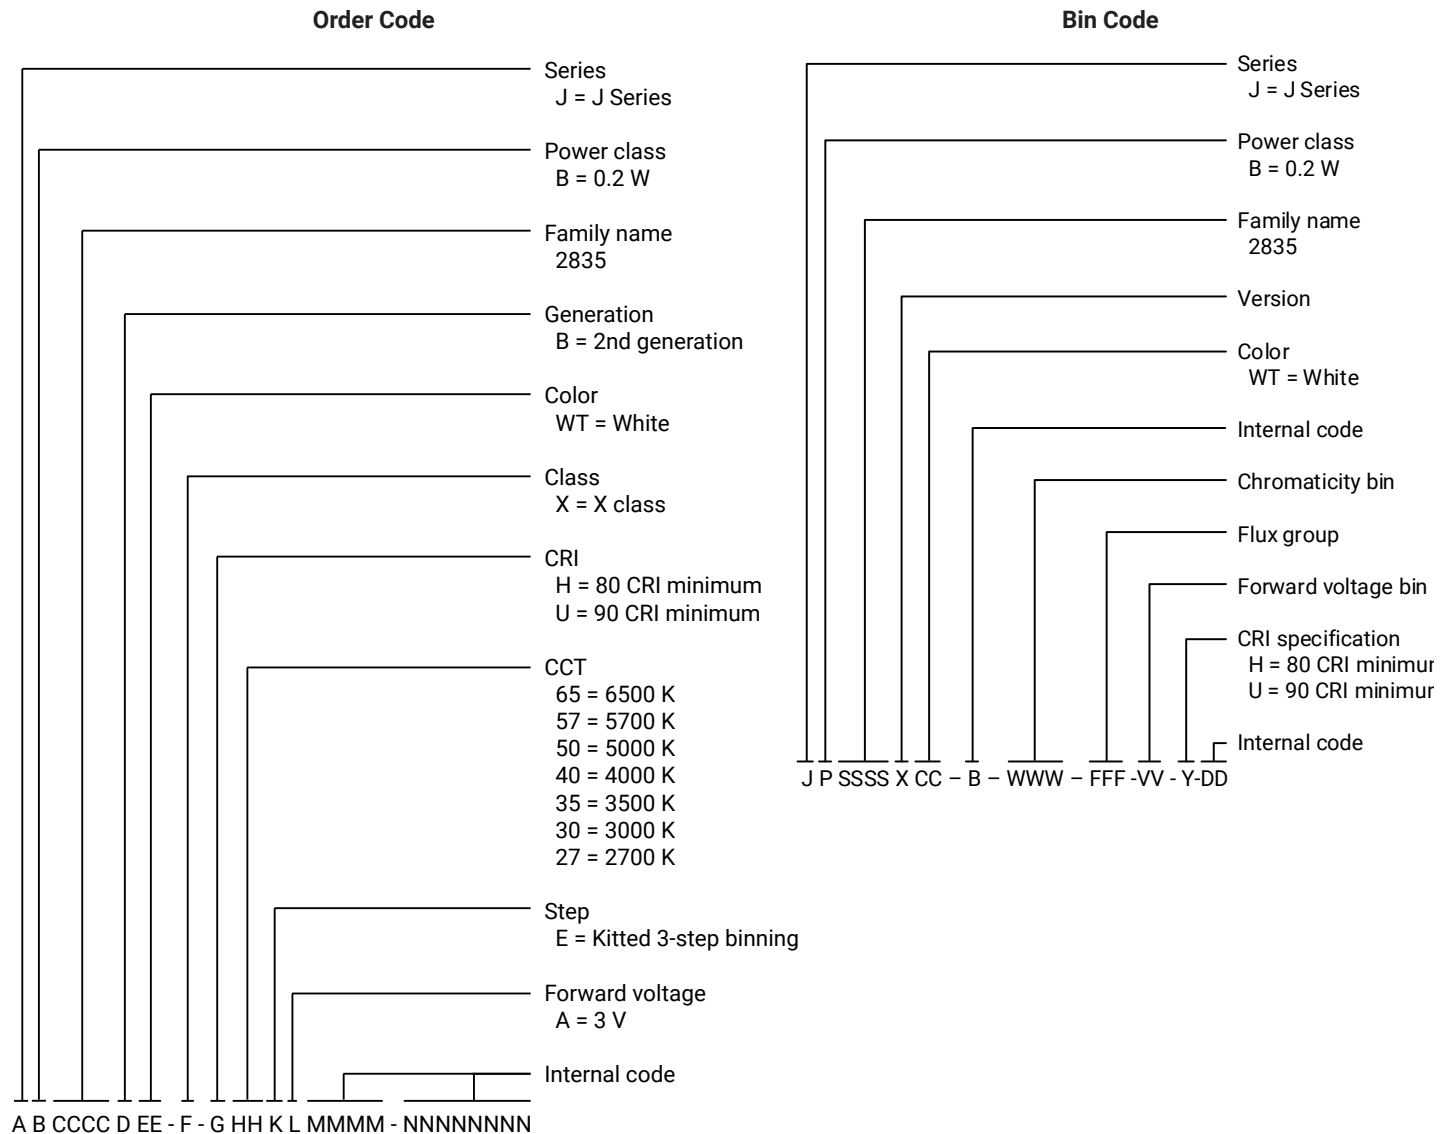 Order Code
Series
J = J Series
Power class
B = 0.2 W
Family name
2835
Generation
B = 2nd generation
Color
WT = White
Class
X = X class
CRI
H = 80 CRI minimum
U = 90 CRI minimum
CCT
65 = 6500 K
57 = 5700 K
50 = 5000 K
40 = 4000 K
35 = 3500 K
30 = 3000 K
27 = 2700 K
Step
E = Kitted 3-step binning
Forward voltage
A = 3 V
Internal code
A B CCCC D EE - F - G HH K L MMMM - NNNNNNNN
Bin Code
Series
J = J Series
Power class
B = 0.2 W
Family name
2835
Version
Color
WT = White
Internal code
Chromaticity bin
Flux group
Forward voltage bin
CRI specification
H = 80 CRI
U = 90 CRI
Internal code
J P SSSS X CC – B – WWW – FFF -VV - Y-DD